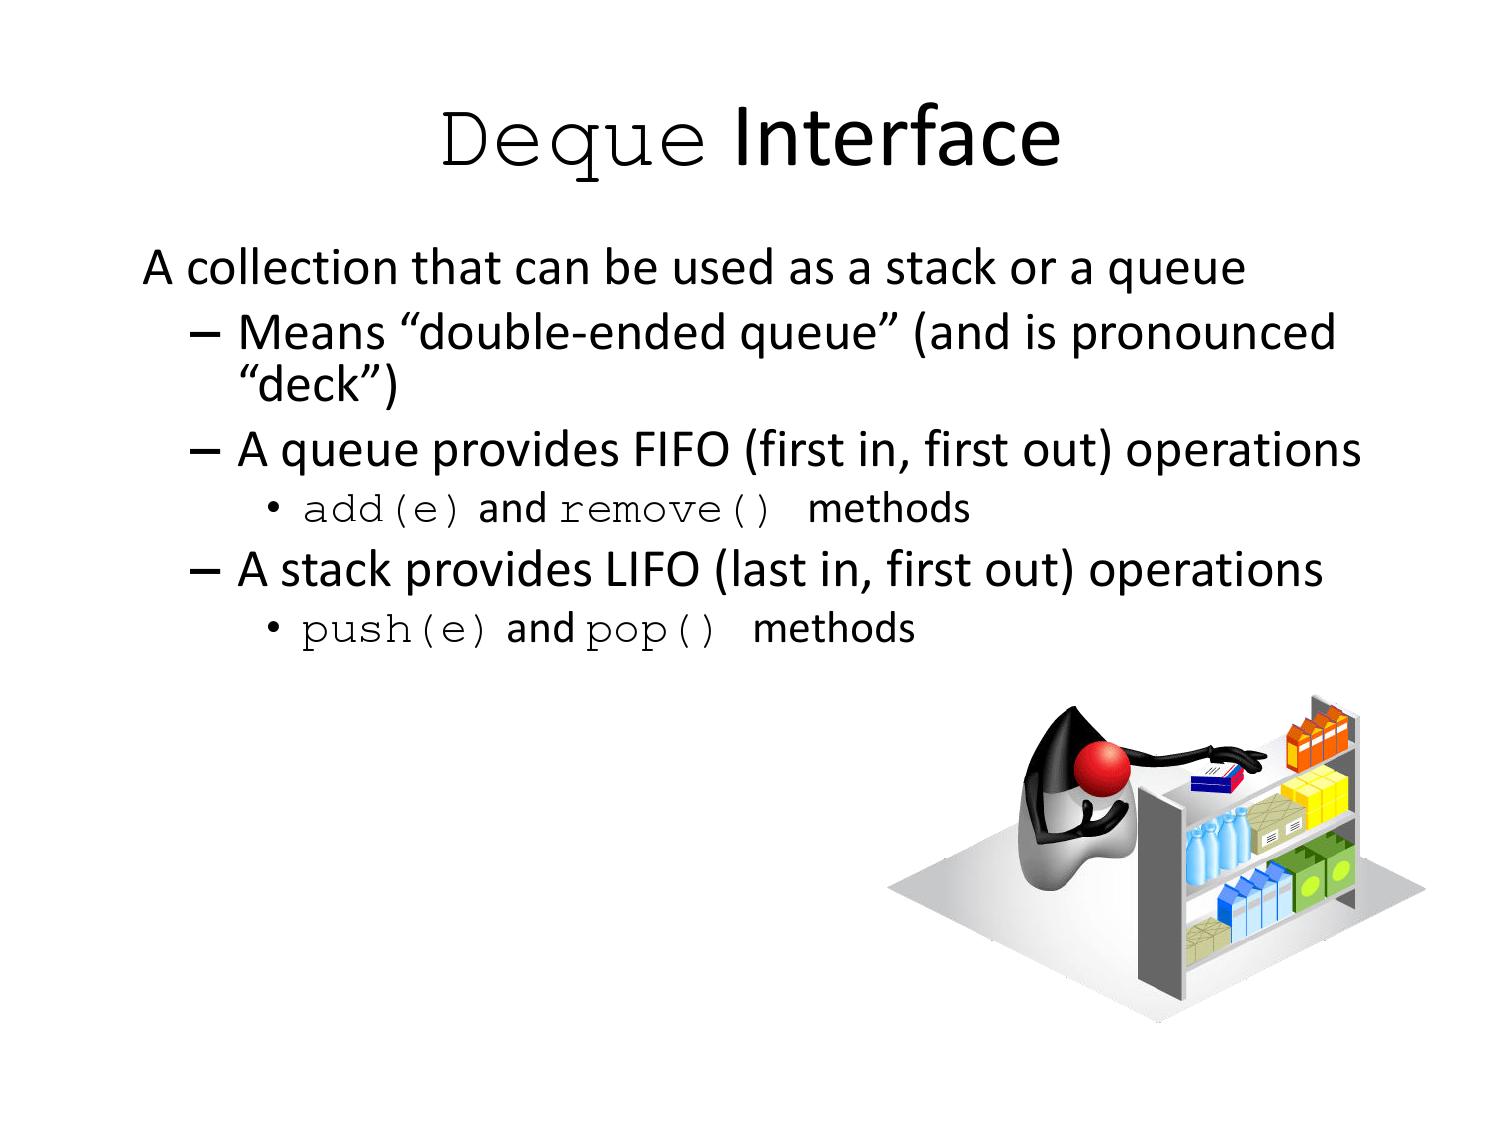 Deque Interface
A collection that can be used as a stack or a queue
– Means “double-ended queue” (and is pronounced
“deck”)
– A queue provides FIFO (first in, first out) operations
• add(e) and remove() methods
– A stack provides LIFO (last in, first out) operations
• push(e) and pop() methods